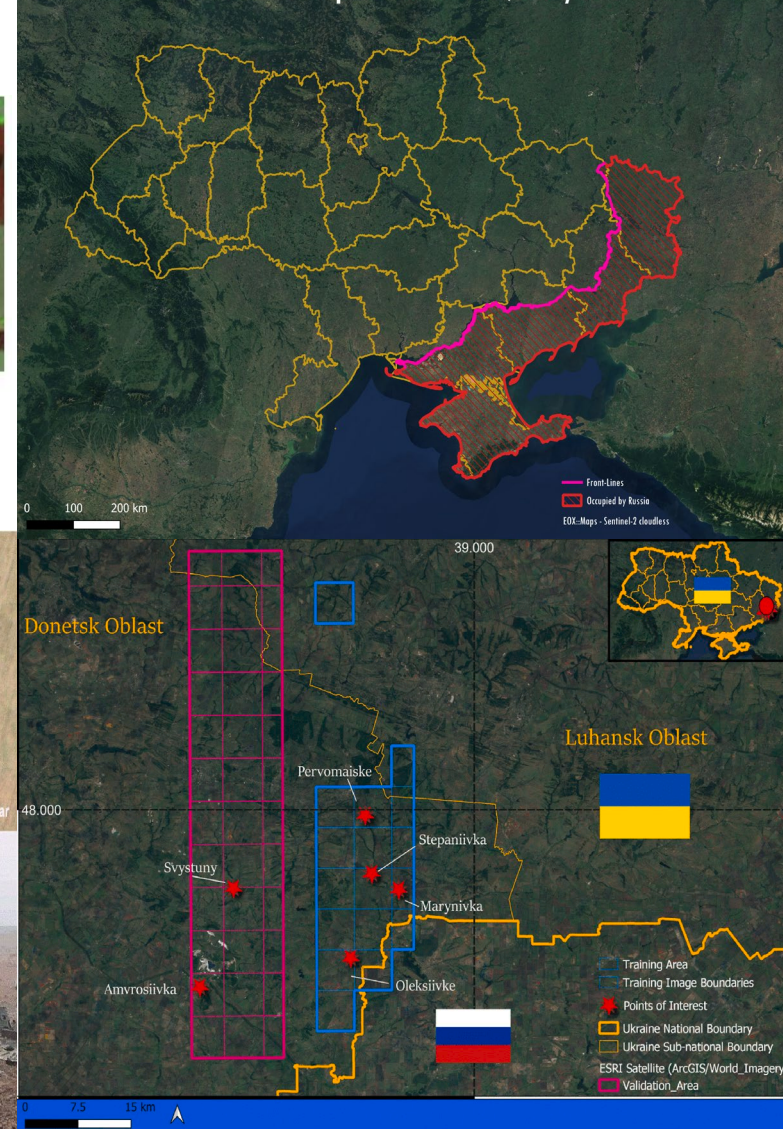 Front-Lines
Occupied by Russia
EOX::Maps - Sentinel-2 cloudless
0 100 200 km
39.000
Donetsk Oblast
Luhansk Oblast
Pervomaiske
48.000
Stepaniivka
Svystuny
Marynivka
Amvrosiivka
Oleksiivke
Training Area
Training Image Boundaries
Points of Interest
Ukraine National Boundary
Ukraine Sub-national Boundary
ESRI Satellite (ArcGIS/World_Imagery
Validation_Area
0 7.5 15 km